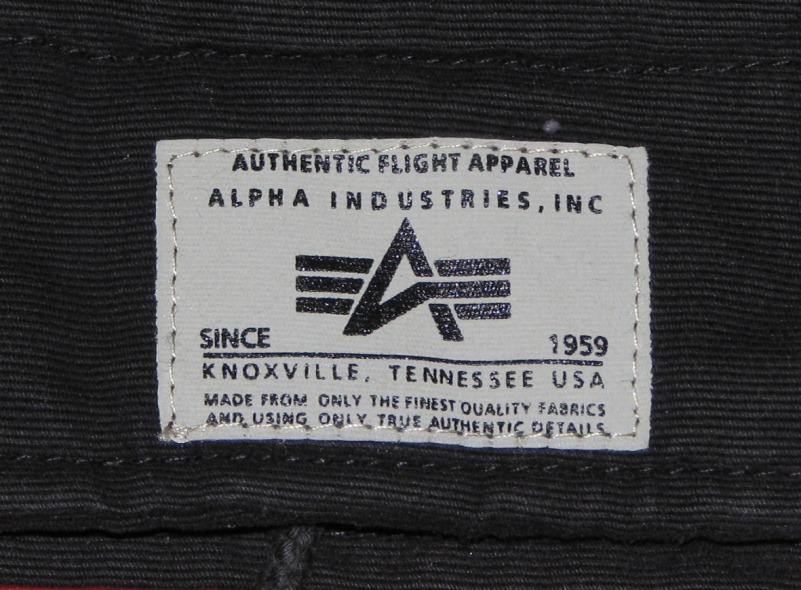 AUTHENTIC FLIGHT APPAREL
ALPHA INDUSTRIES, INC
SINCE 1959
KNOXVILLE, TENNESSEE USA
MADE FROM ONLY THE FINEST QUALITY FABRICS
AND USING ONLY TRUE AUTHENTIC DETAILS